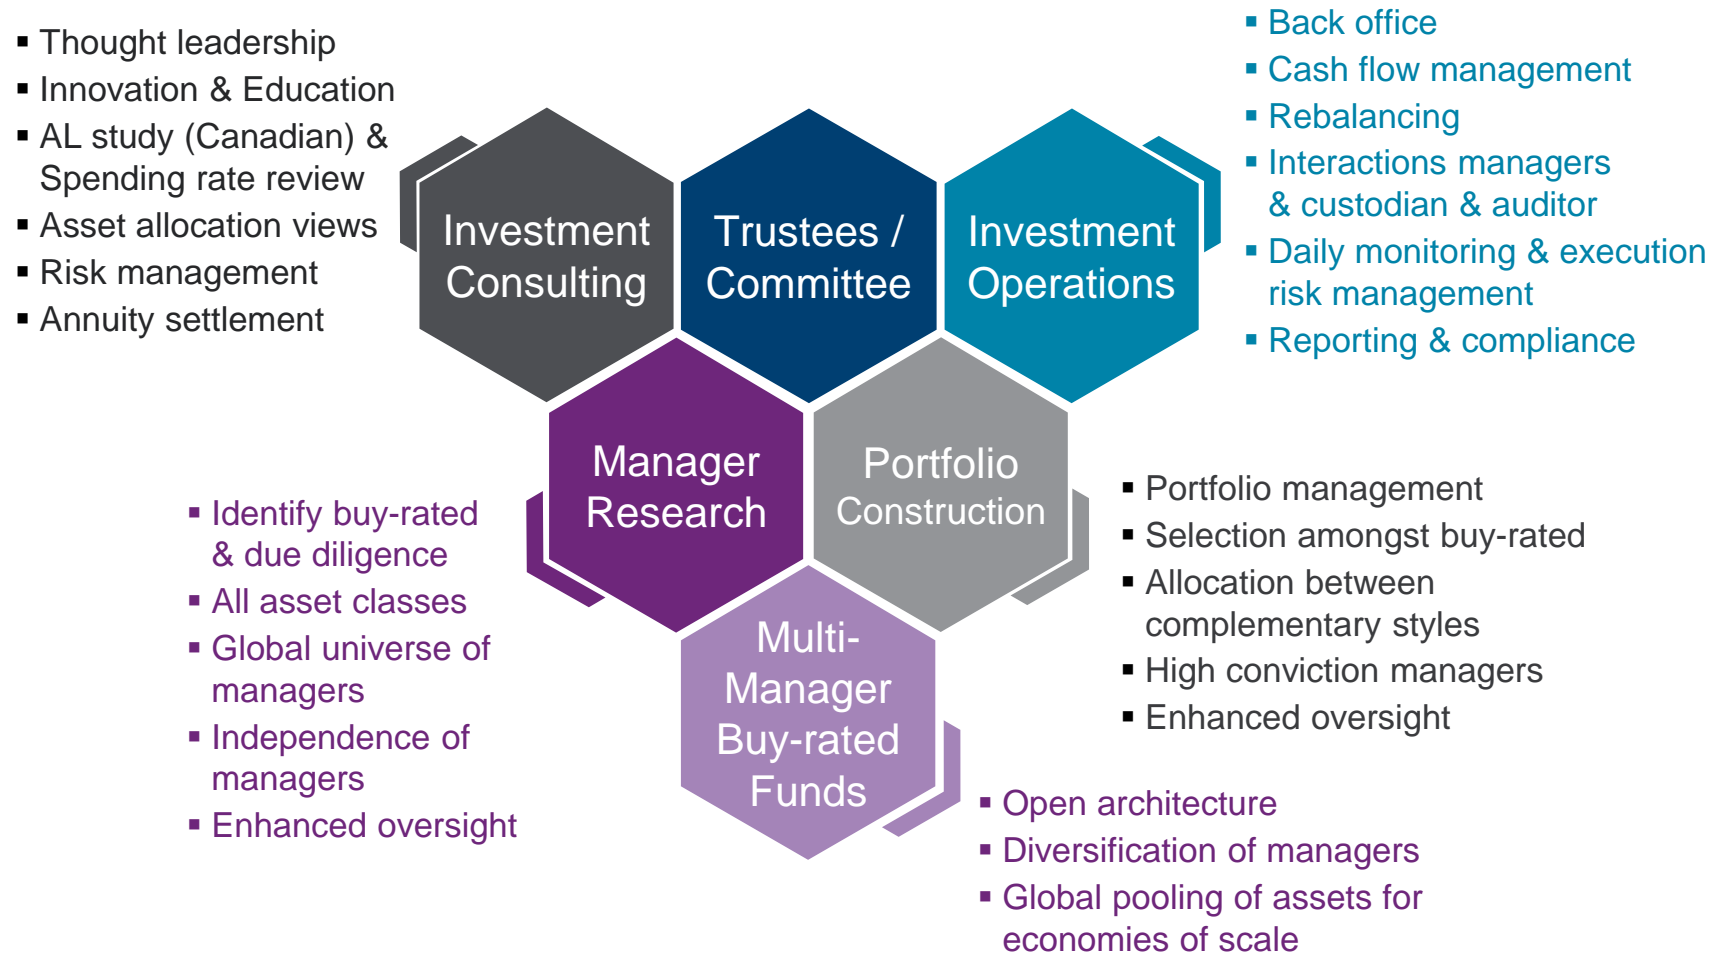 ▪ Thought leadership
▪ Innovation & Education
▪ AL study (Canadian) &
Spending rate review
▪ Asset allocation views
▪ Risk management
▪ Annuity settlement
Investment
Consulting
Trustees /
Committee
Investment
Operations
▪ Back office
▪ Cash flow management
▪ Rebalancing
▪ Interactions managers
& custodian & auditor
▪ Daily monitoring & execution
risk management
▪ Reporting & compliance
Manager
Research
▪ Identify buy-rated
& due diligence
▪ All asset classes
▪ Global universe of
managers
▪ Independence of
managers
▪ Enhanced oversight
Portfolio
Construction
▪ Portfolio management
▪ Selection amongst buy-rated
▪ Allocation between
complementary styles
▪ High conviction managers
▪ Enhanced oversight
Multi-
Manager
Buy-rated
Funds
▪ Open architecture
▪ Diversification of managers
▪ Global pooling of assets for
economies of scale